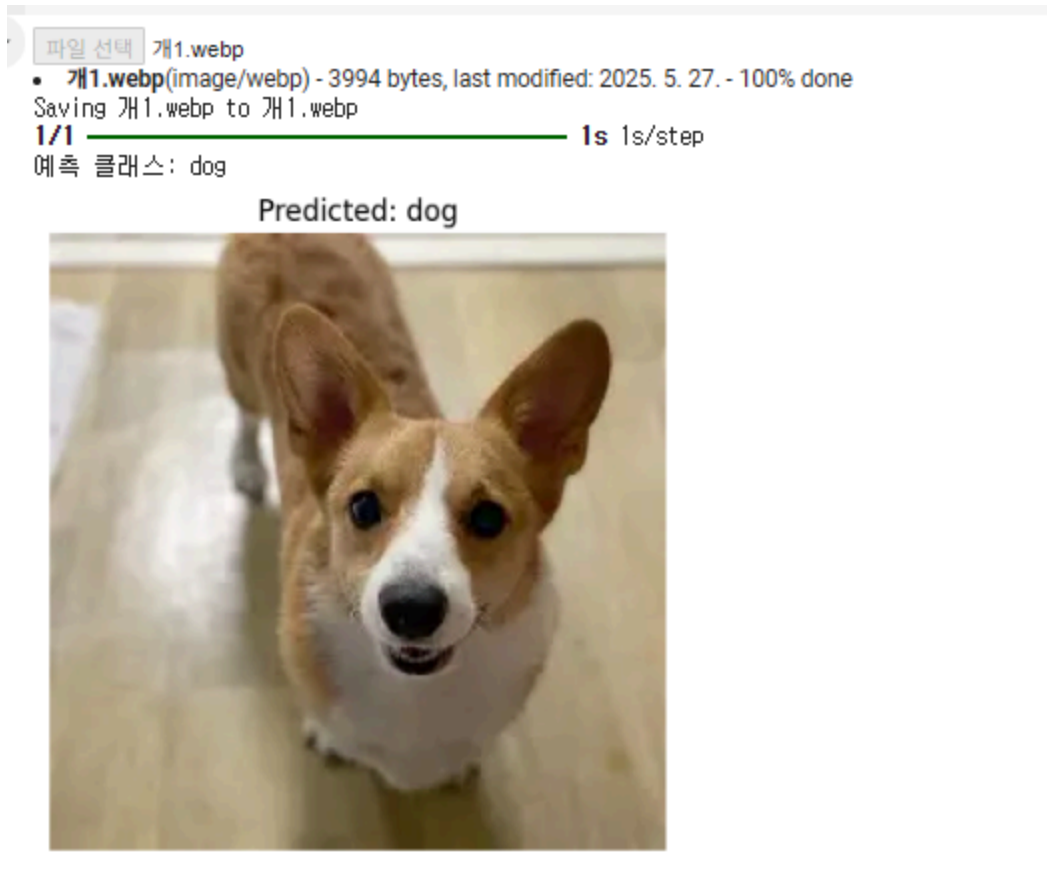 파일 선택 개1.webp
• 개1.webp(image/webp) - 3994 bytes, last modified: 2025. 5. 27. - 100% done
Saving 개1.webp to 개1.webp
1/1 ━━━━━━━━━━━━━━━━━━━━ 1s 1s/step
예측 클래스: dog
Predicted: dog